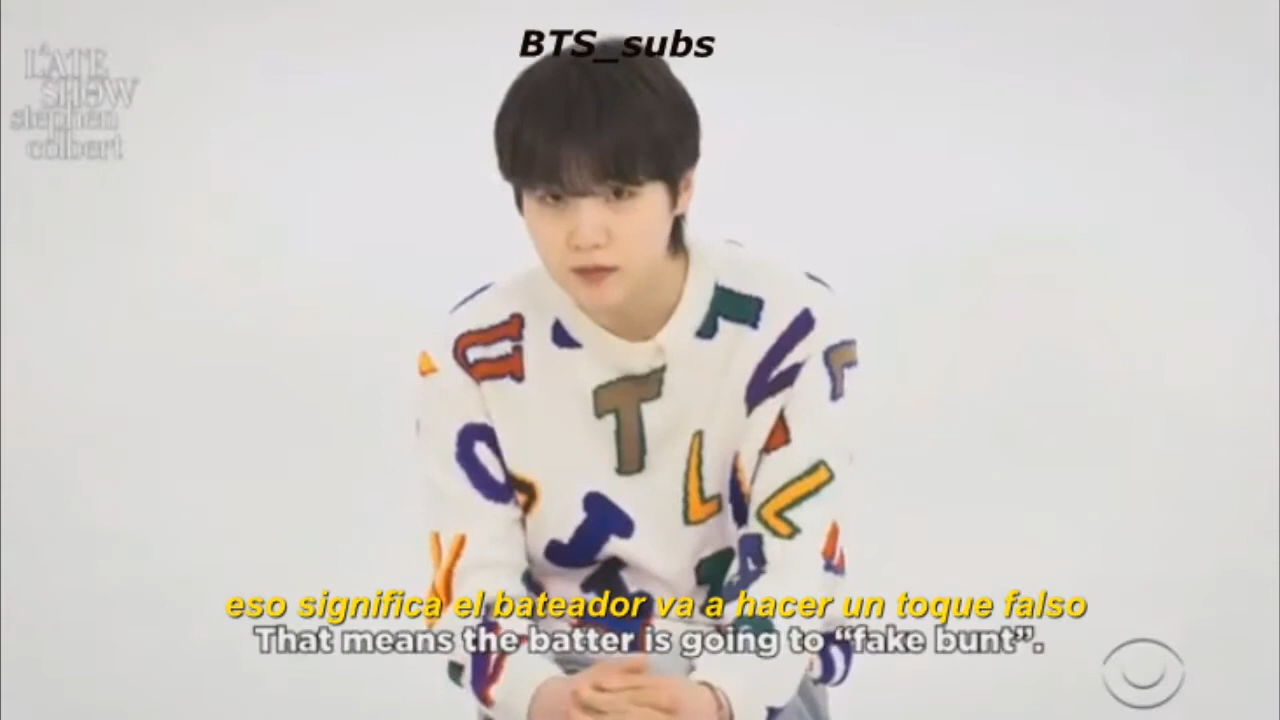 BTS_subs
LATE
SHOW
stephen
colbert
eso significa el bateador va a hacer un toque falso
That means the batter is going to “fake bunt”.